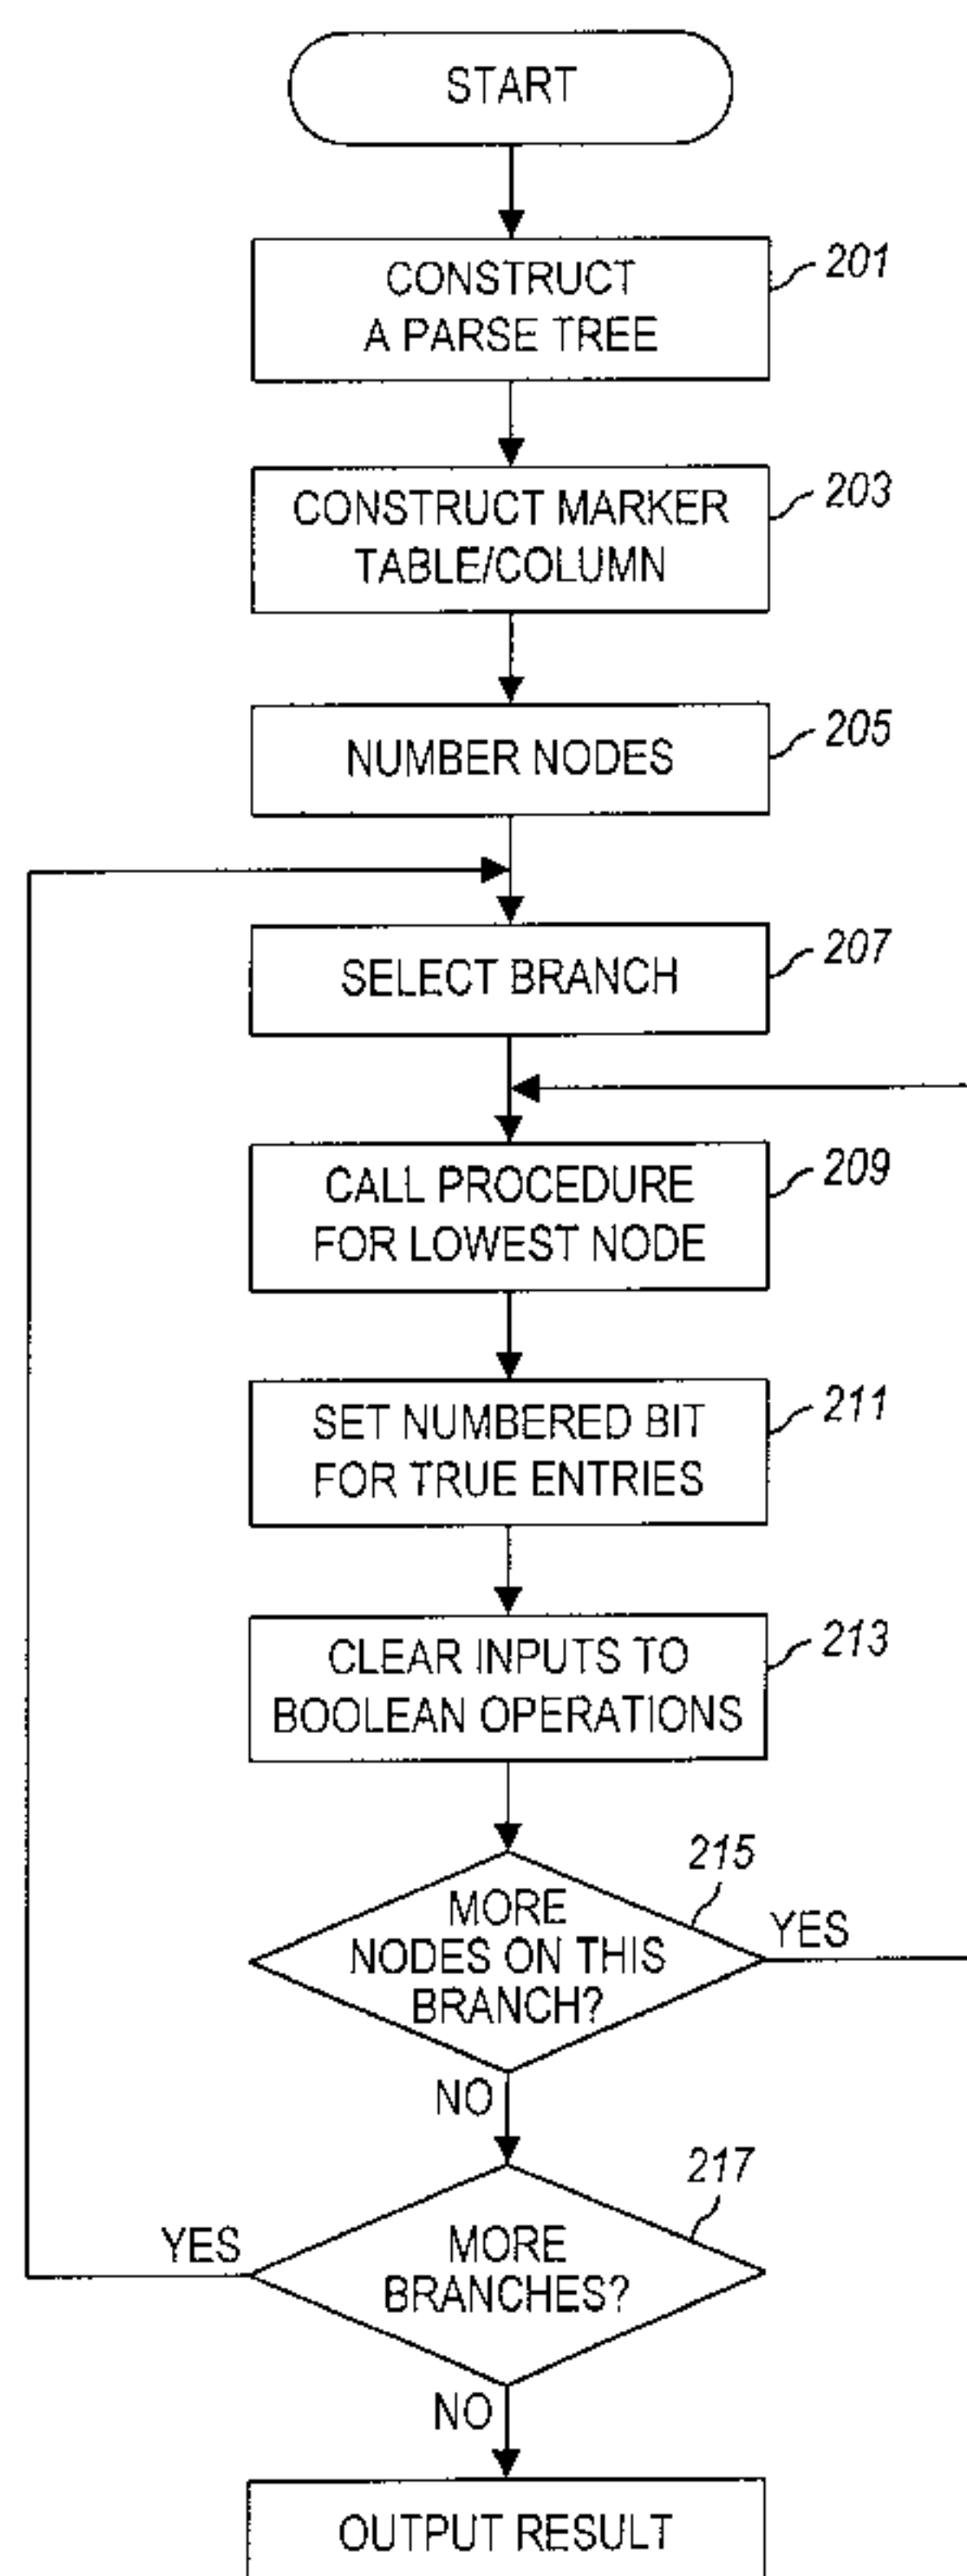 START
CONSTRUCT
A PARSE TREE
201
CONSTRUCT MARKER
TABLE/COLUMN
203
NUMBER NODES
205
SELECT BRANCH
207
CALL PROCEDURE
FOR LOWEST NODE
209
SET NUMBERED BIT
FOR TRUE ENTRIES
211
CLEAR INPUTS TO
BOOLEAN OPERATIONS
213
MORE
NODES ON THIS
BRANCH?
215
YES
NO
MORE
BRANCHES?
217
YES
NO
OUTPUT RESULT